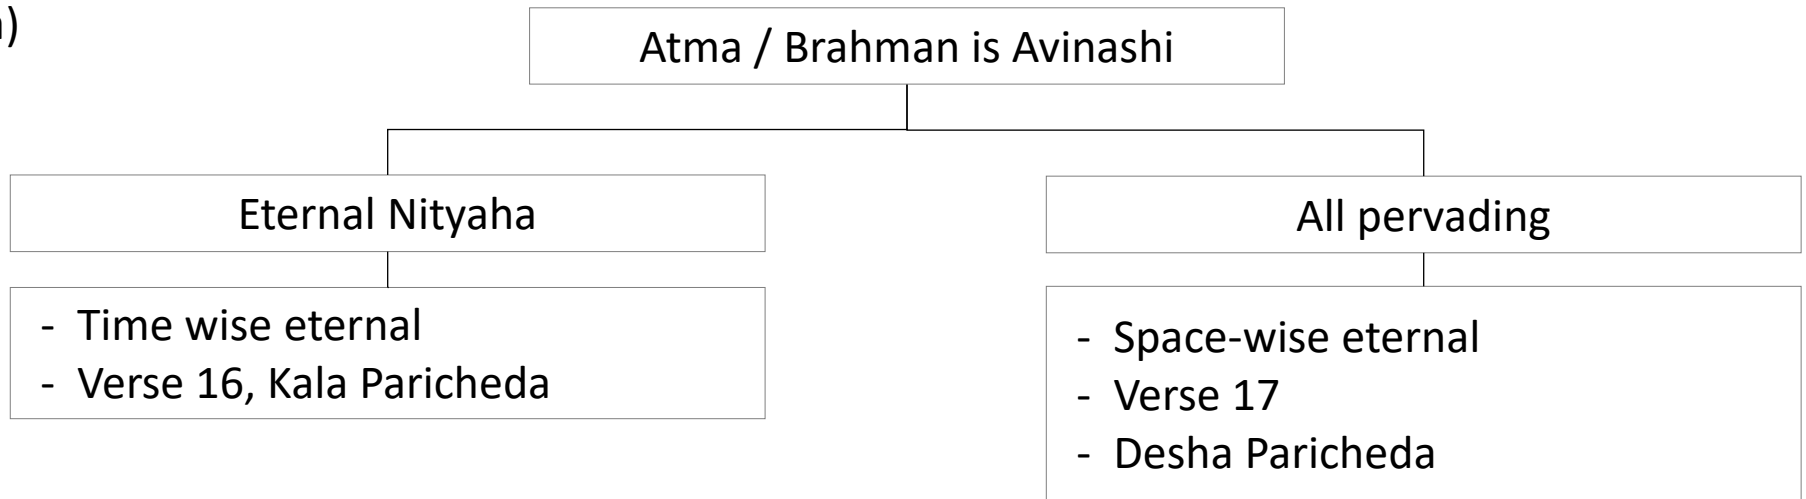 Atma / Brahman is Avinashi
Eternal Nityaha
All pervading
- Time wise eternal
- Verse 16, Kala Paricheda
- Space-wise eternal
- Verse 17
- Desha Paricheda